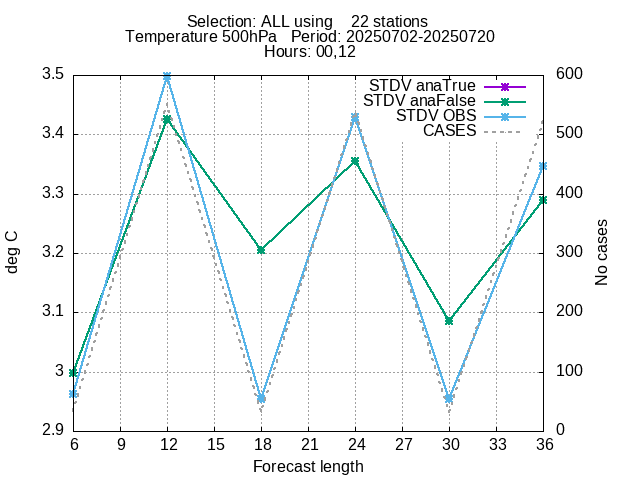 Selection: ALL using    22 stations
Temperature 500hPa   Period: 20250702-20250720
Hours: 00,12
3.5
3.4
3.3
3.2
3.1
3
2.9
deg C
STDV anaTrue
STDV anaFalse
STDV OBS
CASES
600
500
400
300
200
100
0
No cases
6 9 12 15 18 21 24 27 30 33 36
Forecast length